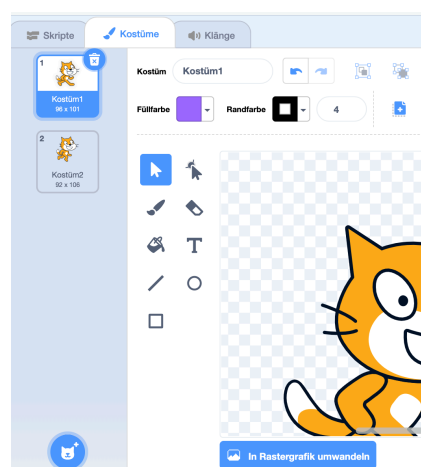 Skripte
Kostüme
Klänge
1
Kostüm1
96 x 101
2
Kostüm2
92 x 106
Kostüm
Kostüm1
Füllfarbe
Randfarbe
4
T
In Rastergrafik umwandeln